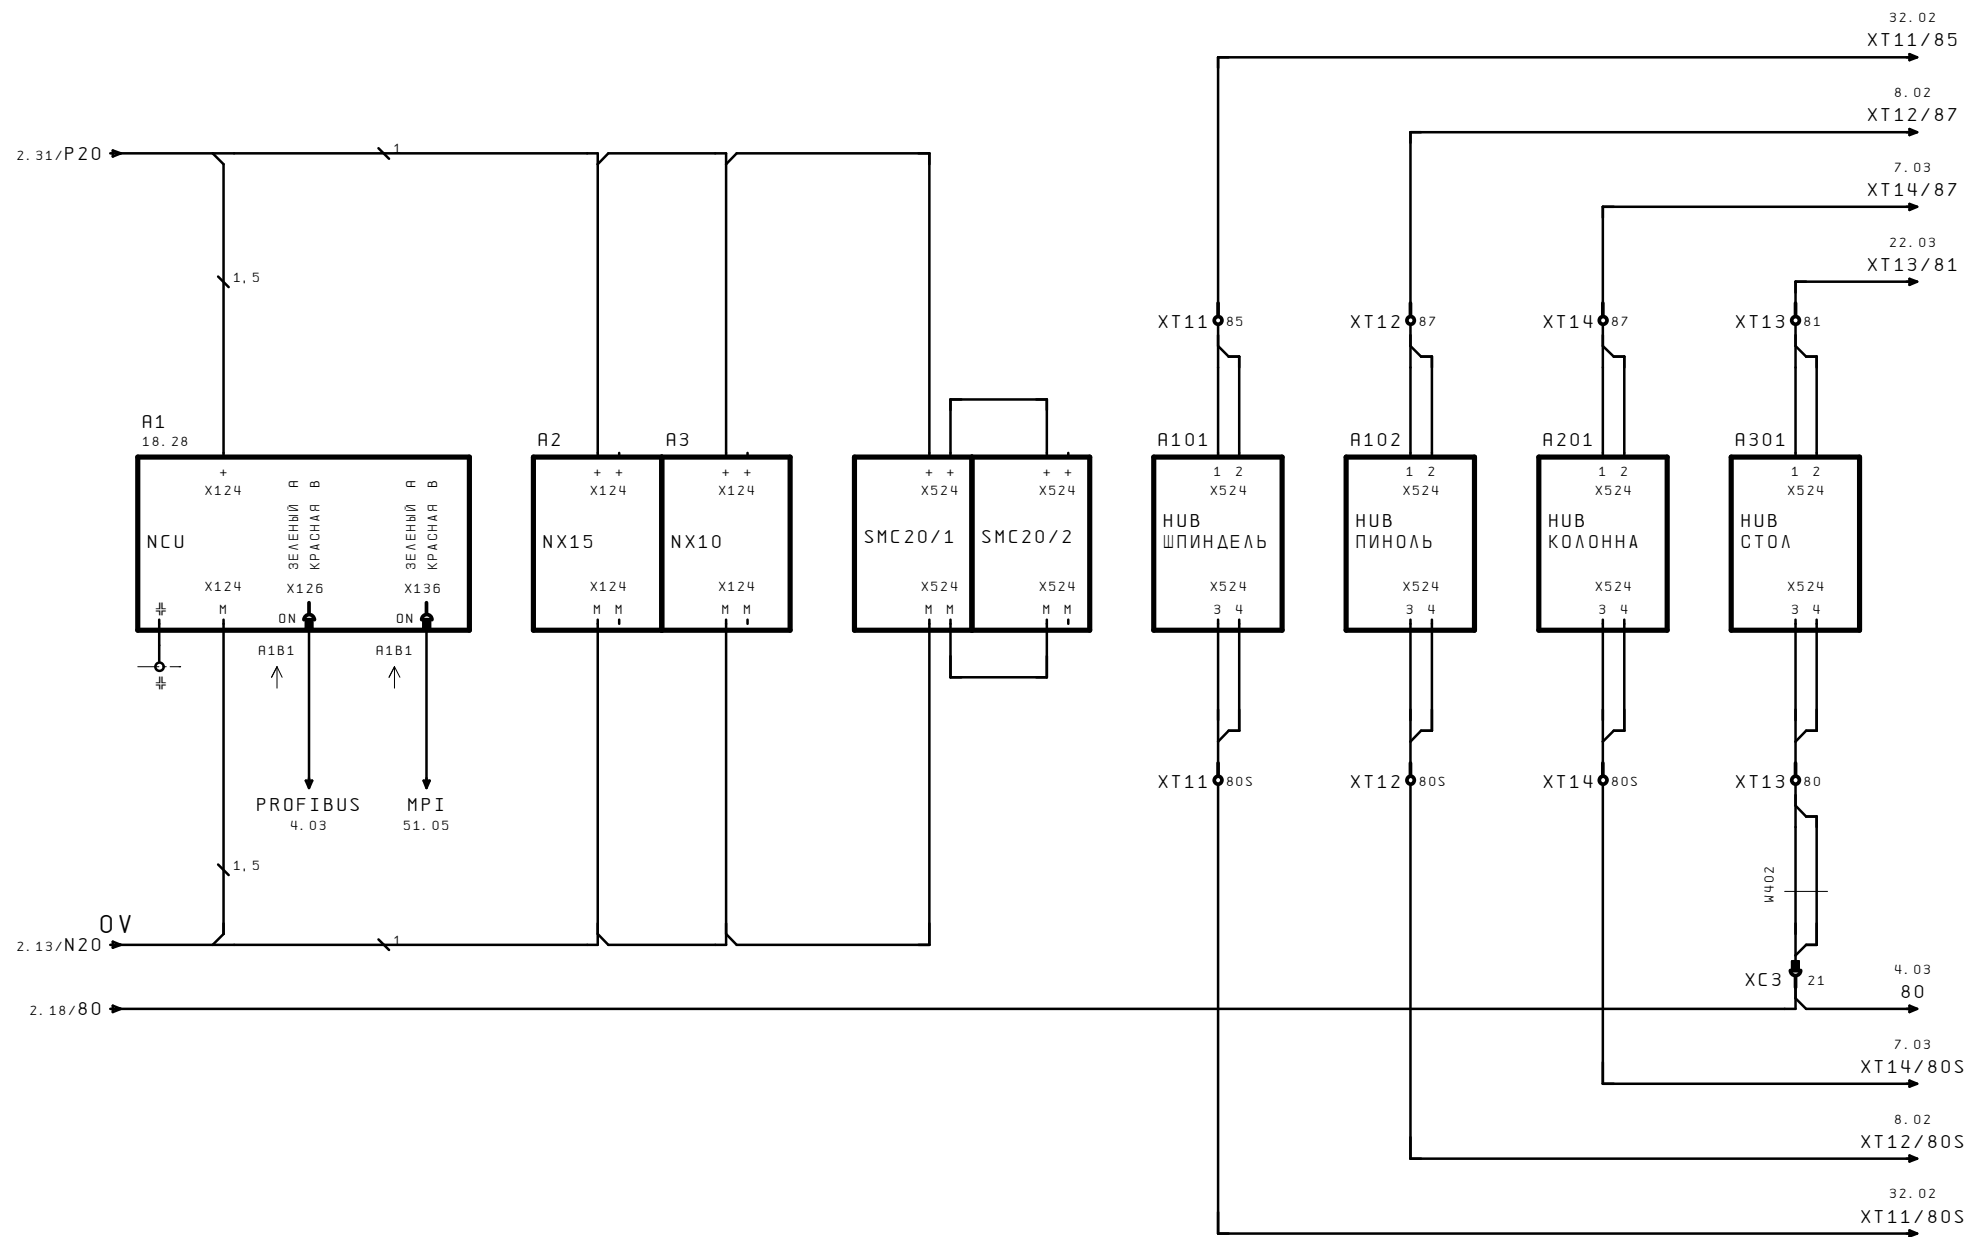 32.02
XT11/85
8.02
XT12/87
7.03
XT14/87
22.03
XT13/81
2.31/P20
1
1,5
XT11 85
XT12 87
XT14 87
XT13 81
A1
18.28
A2
A3
A101
A102
A201
A301
+
X124
ЗЕЛЕНЫЙ A
КРАСНАЯ B
ЗЕЛЕНЫЙ A
КРАСНАЯ B
NCU
X124
M
X126
ON
X136
ON
A1B1
A1B1
+ +
X124
NX15
X124
M M
+ +
X124
NX10
X124
M M
+ +
X524
SMC20/1
X524
M M
+ +
X524
SMC20/2
X524
M M
1 2
X524
HUB
ШПИНДЕЛЬ
X524
3 4
1 2
X524
HUB
ПИНОЛЬ
X524
3 4
1 2
X524
HUB
КОЛОННА
X524
3 4
1 2
X524
HUB
СТОЛ
X524
3 4
PROFIBUS
4.03
MPI
51.05
XT11 80S
XT12 80S
XT14 80S
XT13 80
1,5
W402
0V
2.13/N20
1
XC3 21
2.18/80
4.03
80
7.03
XT14/80S
8.02
XT12/80S
32.02
XT11/80S